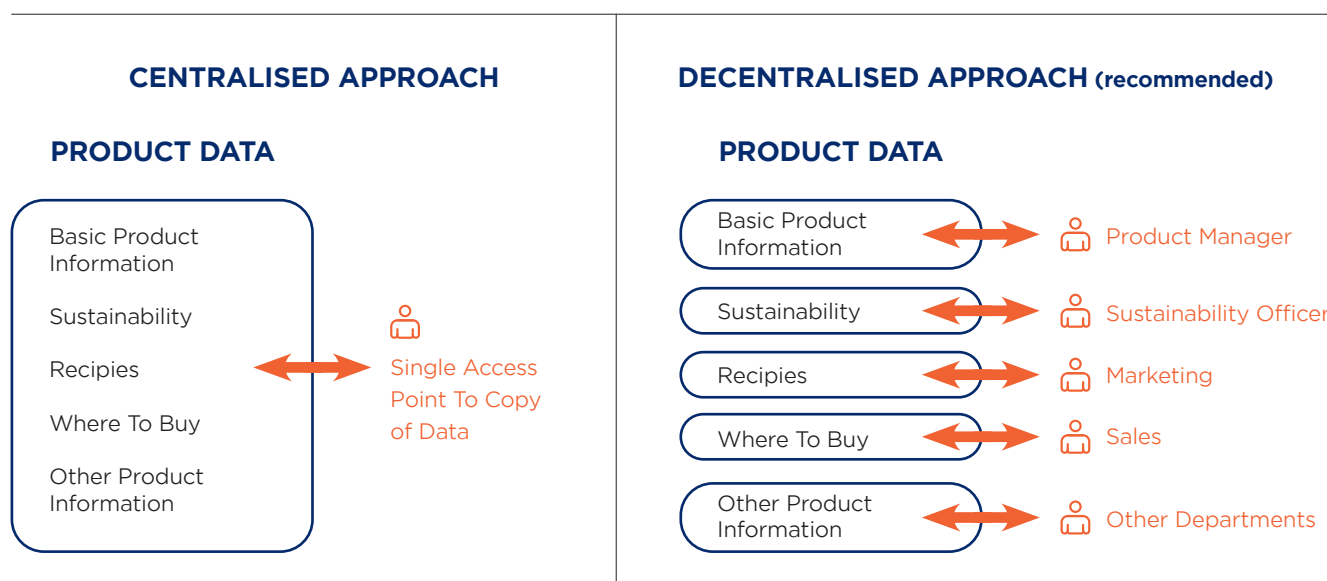 CENTRALISED APPROACH
PRODUCT DATA
Basic Product
Information
Sustainability
Recipies
Where To Buy
Other Product
Information
Single Access
Point To Copy
of Data
DECENTRALISED APPROACH (recommended)
PRODUCT DATA
Basic Product
Information
Product Manager
Sustainability
Sustainability Officer
Recipies
Marketing
Where To Buy
Sales
Other Product
Information
Other Departments